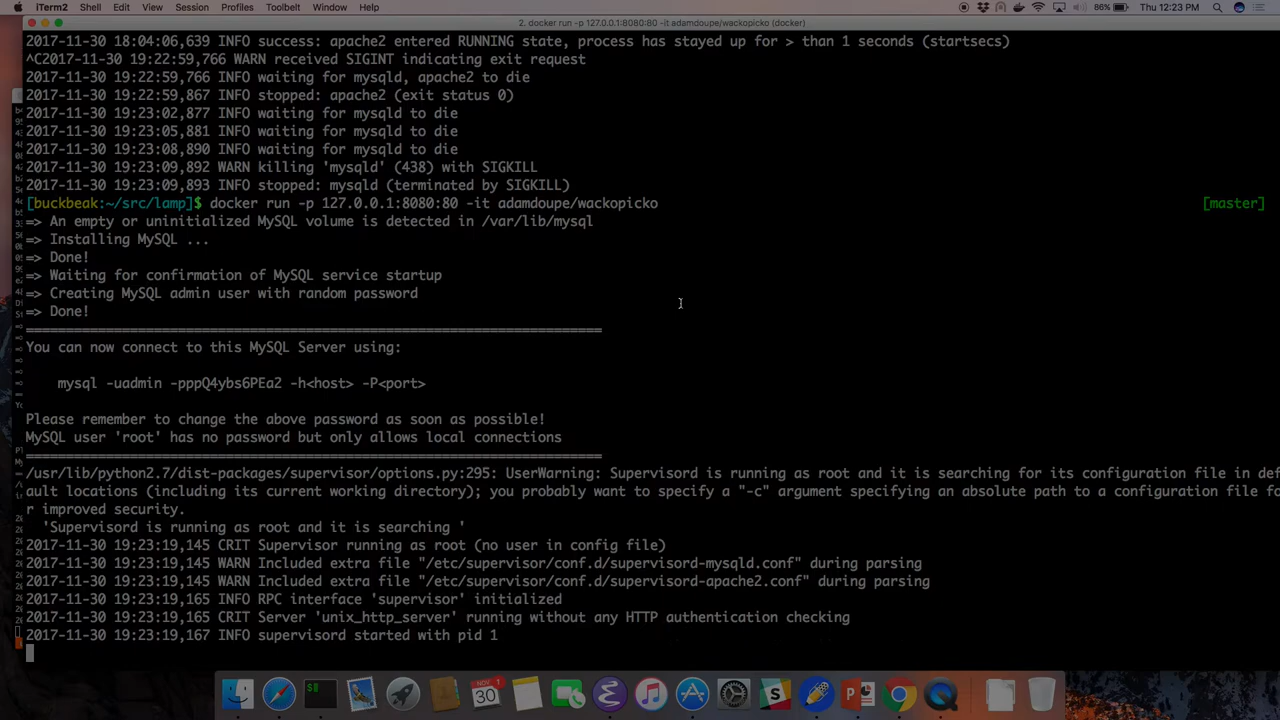 iTerm2 Shell Edit View Session Profiles Toolbelt Window Help 86% Thu 12:23 PM
2. docker run -p 127.0.0.1:8080:80 -it adamdoupe/wackopicko (docker)
2017-11-30 18:04:06,639 INFO success: apache2 entered RUNNING state, process has stayed up for > than 1 seconds (startsecs)
^C2017-11-30 19:22:59,766 WARN received SIGINT indicating exit request
2017-11-30 19:22:59,766 INFO waiting for mysqld, apache2 to die
2017-11-30 19:22:59,867 INFO stopped: apache2 (exit status 0)
2017-11-30 19:23:02,877 INFO waiting for mysqld to die
2017-11-30 19:23:05,881 INFO waiting for mysqld to die
2017-11-30 19:23:08,890 INFO waiting for mysqld to die
2017-11-30 19:23:09,892 WARN killing 'mysqld' (438) with SIGKILL
2017-11-30 19:23:09,893 INFO stopped: mysqld (terminated by SIGKILL)
[buckbeak:~/src/lamp]$ docker run -p 127.0.0.1:8080:80 -it adamdoupe/wackopicko [master]
=> An empty or uninitialized MySQL volume is detected in /var/lib/mysql
=> Installing MySQL ...
=> Done!
=> Waiting for confirmation of MySQL service startup
=> Creating MySQL admin user with random password
=> Done!
========================================================================
You can now connect to this MySQL Server using:
mysql -uadmin -pppQ4ybs6PEa2 -h<host> -P<port>
Please remember to change the above password as soon as possible!
MySQL user 'root' has no password but only allows local connections
========================================================================
/usr/lib/python2.7/dist-packages/supervisor/options.py:295: UserWarning: Supervisord is running as root and it is searching for its configuration file in def
ault locations (including its current working directory); you probably want to specify a "-c" argument specifying an absolute path to a configuration file fo
r improved security.
'Supervisord is running as root and it is searching '
2017-11-30 19:23:19,145 CRIT Supervisor running as root (no user in config file)
2017-11-30 19:23:19,145 WARN Included extra file "/etc/supervisor/conf.d/supervisord-mysqld.conf" during parsing
2017-11-30 19:23:19,145 WARN Included extra file "/etc/supervisor/conf.d/supervisord-apache2.conf" during parsing
2017-11-30 19:23:19,165 INFO RPC interface 'supervisor' initialized
2017-11-30 19:23:19,165 CRIT Server 'unix_http_server' running without any HTTP authentication checking
2017-11-30 19:23:19,167 INFO supervisord started with pid 1
NOV 1
30